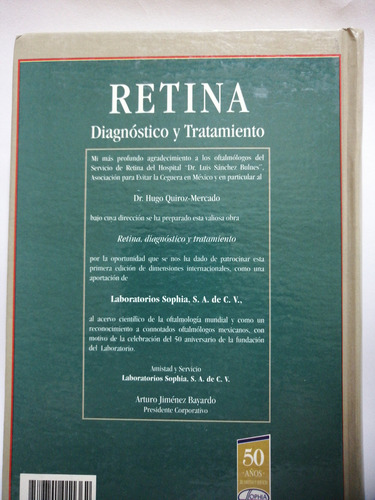 RETINA
Diagnóstico y Tratamiento
Mi más profundo agradecimiento a los oftalmólogos del
Servicio de Retina del Hospital "Dr. Luis Sánchez Bulnes",
Asociación para Evitar la Ceguera en México y en particular al
Dr. Hugo Quiroz-Mercado
bajo cuya dirección se ha preparado esta valiosa obra
Retina, diagnóstico y tratamiento
por la oportunidad que se nos ha dado de patrocinar esta
primera edición de dimensiones internacionales, como una
aportación de
Laboratorios Sophia, S. A. de C. V.,
al acervo científico de la oftalmología mundial y como un
reconocimiento a connotados oftalmólogos mexicanos, con
motivo de la celebración del 50 aniversario de la fundación
del Laboratorio.
Amistad y Servicio
Laboratorios Sophia, S. A. de C. V.
Arturo Jiménez Bayardo
Presidente Corporativo
50
AÑOS
SOPHIA